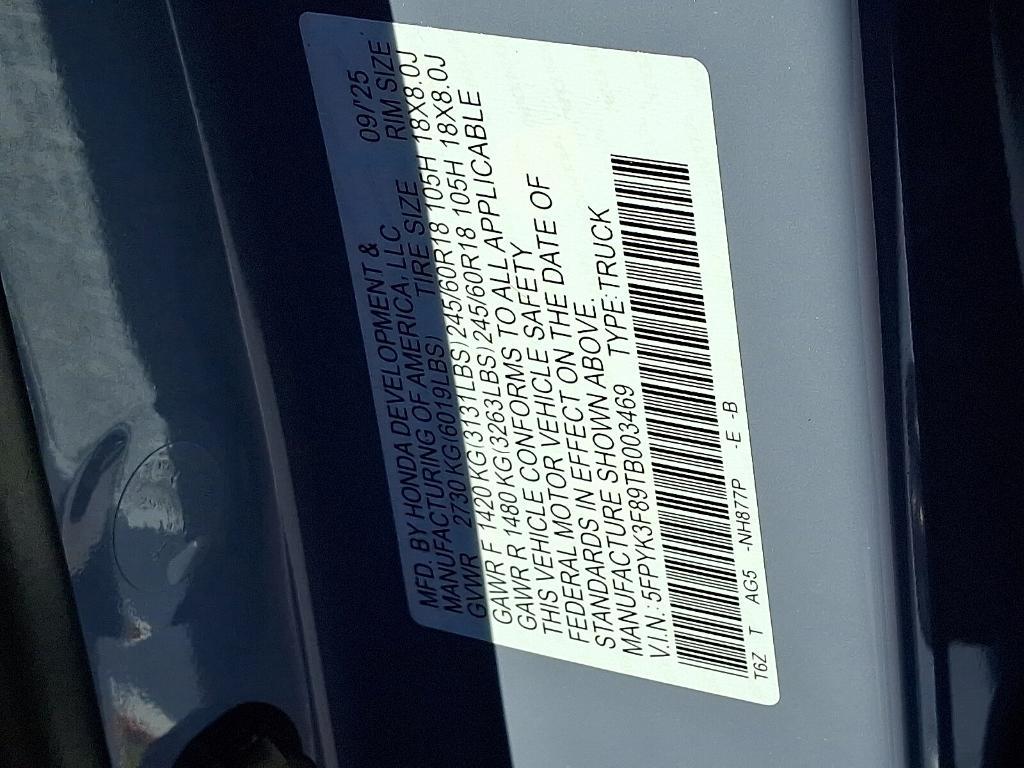 MFD. BY HONDA DEVELOPMENT & 09/'25
MANUFACTURING OF AMERICA, LLC
GVWR 2730 KG(6019LBS) TIRE SIZE RIM SIZE
GAWR F 1420 KG(3131LBS)245/60R18 105H 18X8.0J
GAWR R 1480 KG(3263LBS)245/60R18 105H 18X8.0J
THIS VEHICLE CONFORMS TO ALL APPLICABLE
FEDERAL MOTOR VEHICLE SAFETY
STANDARDS IN EFFECT ON THE DATE OF
MANUFACTURE SHOWN ABOVE.
V.I.N.: 5FPYK3F89TB003469 TYPE: TRUCK
T6Z T AG5 -NH877P -E -B